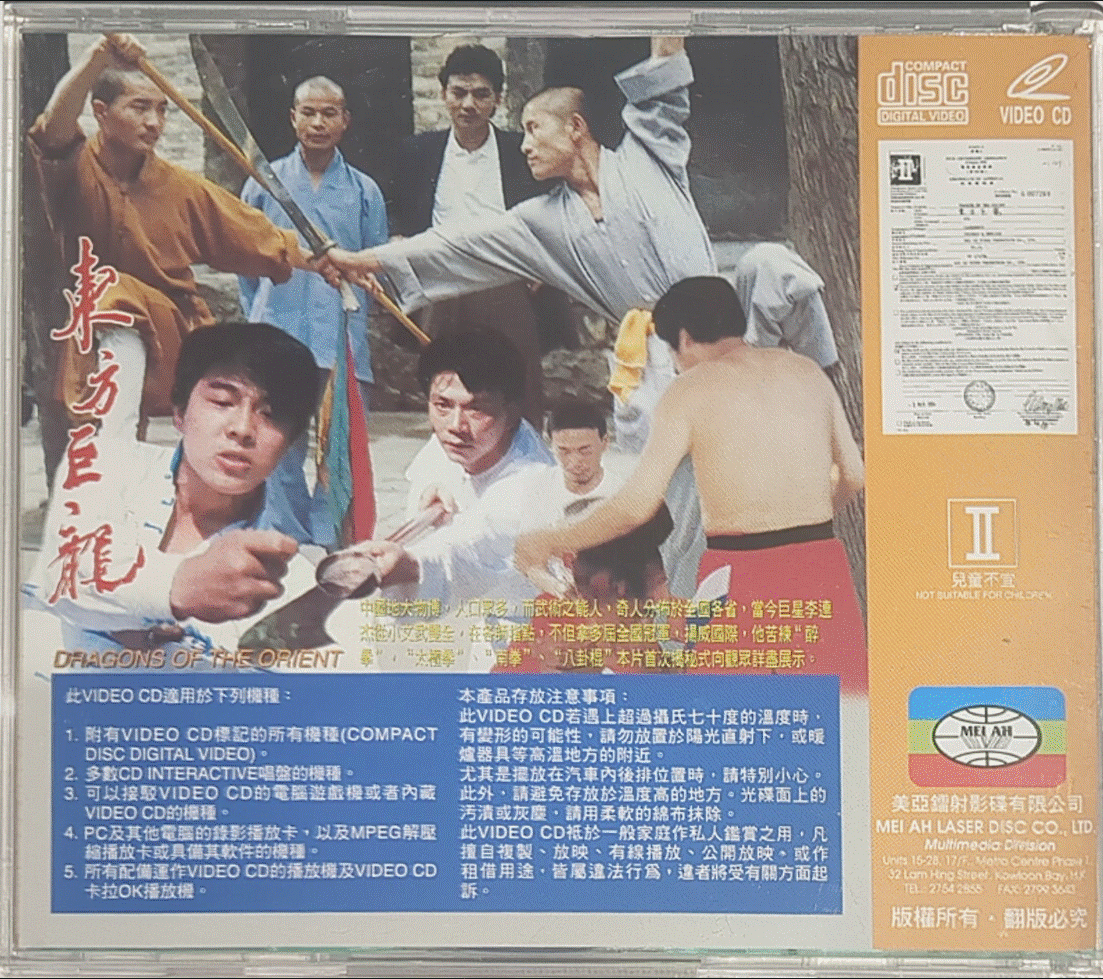 COMPACT
disc
DIGITAL VIDEO
VIDEO CD
東方巨龍
DRAGONS OF THE ORIENT
中國地大物博，人口眾多，而武術之能人，奇人分佈於全國各省，當今巨星李連
杰從小文武雙全，在名師指點，不但拿多屆全國冠軍，揚威國際，他苦練“醉
拳”，“太極拳”、“南拳”、“八卦棍”本片首次揭秘式向觀眾詳盡展示。
此VIDEO CD適用於下列機種：
1. 附有VIDEO CD標記的所有機種(COMPACT
DISC DIGITAL VIDEO)。
2. 多數CD INTERACTIVE唱盤的機種。
3. 可以接駁VIDEO CD的電腦遊戲機或者內藏
VIDEO CD的機種。
4. PC及其他電腦的錄影播放卡，以及MPEG解壓
縮播放卡或具備其軟件的機種。
5. 所有配備運作VIDEO CD的播放機及VIDEO CD
卡拉OK播放機。
本產品存放注意事項：
此VIDEO CD若遇上超過攝氏七十度的溫度時，
有變形的可能性，請勿放置於陽光直射下，或暖
爐器具等高溫地方的附近。
尤其是擺放在汽車內後排位置時，請特別小心。
此外，請避免存放於溫度高的地方。光碟面上的
污漬或灰塵，請用柔軟的綿布抹除。
此VIDEO CD祗於一般家庭作私人鑑賞之用，凡
擅自複製、放映、有線播放、公開放映、或作
租借用途，皆屬違法行為，違者將受有關方面起
訴。
II
II
兒童不宜
NOT SUITABLE FOR CHILDREN
MEI AH
美亞鐳射影碟有限公司
MEI AH LASER DISC CO., LTD.
Multimedia Division
Units 15-28, 17/F., Metro Centre Phase I,
32 Lam Hing Street, Kowloon Bay, H.K
TEL: 2754 2855 FAX: 2799 3643
版權所有・翻版必究